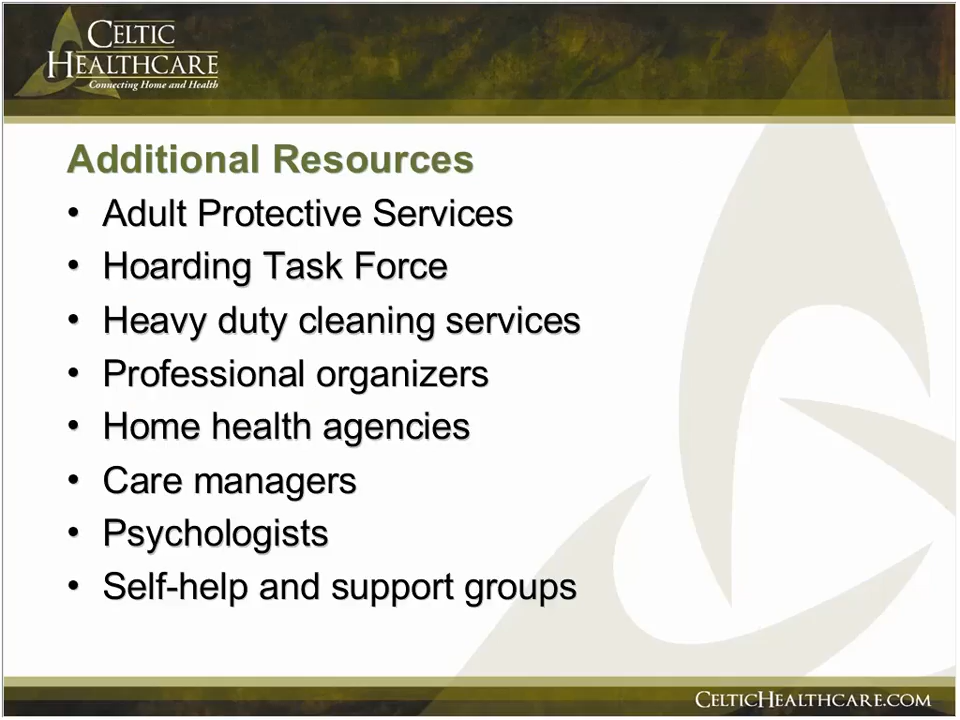 CELTIC
HEALTHCARE
Connecting Home and Health
Additional Resources
• Adult Protective Services
• Hoarding Task Force
• Heavy duty cleaning services
• Professional organizers
• Home health agencies
• Care managers
• Psychologists
• Self-help and support groups
CELTICHEALTHCARE.COM